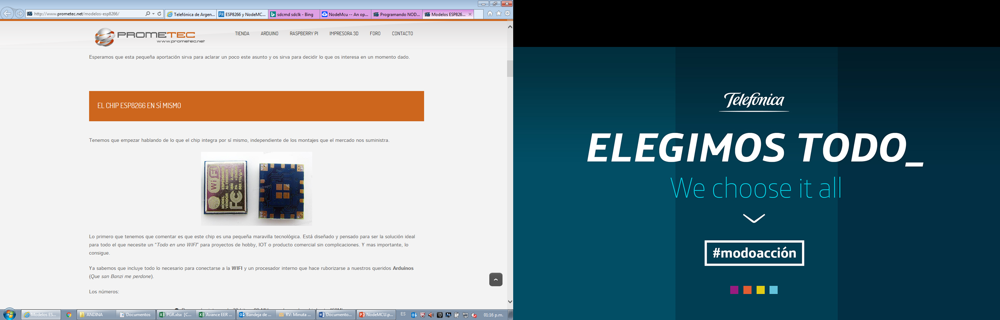 http://www.prometec.net/modelos-esp8266/
Telefónica de Argen...
ESP8266 y NodeMC...
sdcmd sdclk - Bing
NodeMcu -- An op...
Programando NOD...
Modelos ESP826...
PROMETEC
www.prometec.net
TIENDA
ARDUINO
RASPBERRY PI
IMPRESORA 3D
FORO
CONTACTO
Esperamos que esta pequeña aportación sirva para aclarar un poco este asunto y os sirva para decidir lo que os interesa en un momento dado.
EL CHIP ESP8266 EN SÍ MISMO
Tenemos que empezar hablando de lo que el chip integra por sí mismo, independiente de los montajes que el mercado nos suministra.
Wi Fi
MODEL ESP8266MOD
VENDOR AI-THINKER
ISM 2.4GHz
PA +25dBm
802.11b/g/n
FC
Lo primero que tenemos que comentar es que este chip es una pequeña maravilla tecnológica. Está diseñado y pensado para ser la solución ideal
para todo el que necesite un “Todo en uno WIFI” para proyectos de hobby, IOT o producto comercial sin complicaciones. Y mas importante, lo
consigue.
Ya sabemos que incluye todo lo necesario para conectarse a la WIFI y un procesador interno que hace ruborizarse a nuestros queridos Arduinos
(Que san Banzi me perdone).
Los números:
Modelos ES...
ANDINA
Documentos
PGR.xlsx [C...
Avance EER ...
Bandeja de ...
RV: Minuta ...
Documento...
NodeMCU.p...
ES
01:16 p.m.
Telefónica
ELEGIMOS TODO_
We choose it all
#modoacción